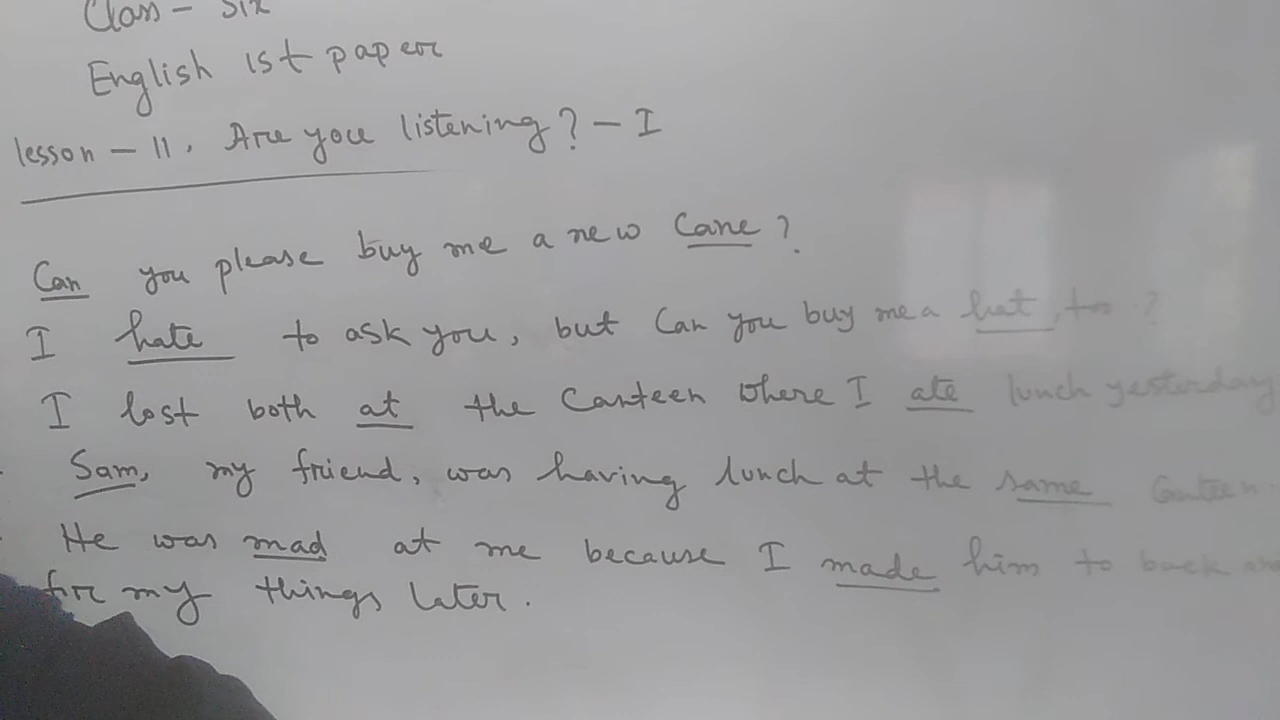 Class - Six
English 1st paper
lesson - 11. Are you listening? - I
Can you please buy me a new Cane?
I hate to ask you, but Can you buy me a hat, too?
I lost both at the Canteen where I ate lunch yesterday
Sam, my friend, was having lunch at the same Canteen.
He was mad at me because I made him to back
for my things later.